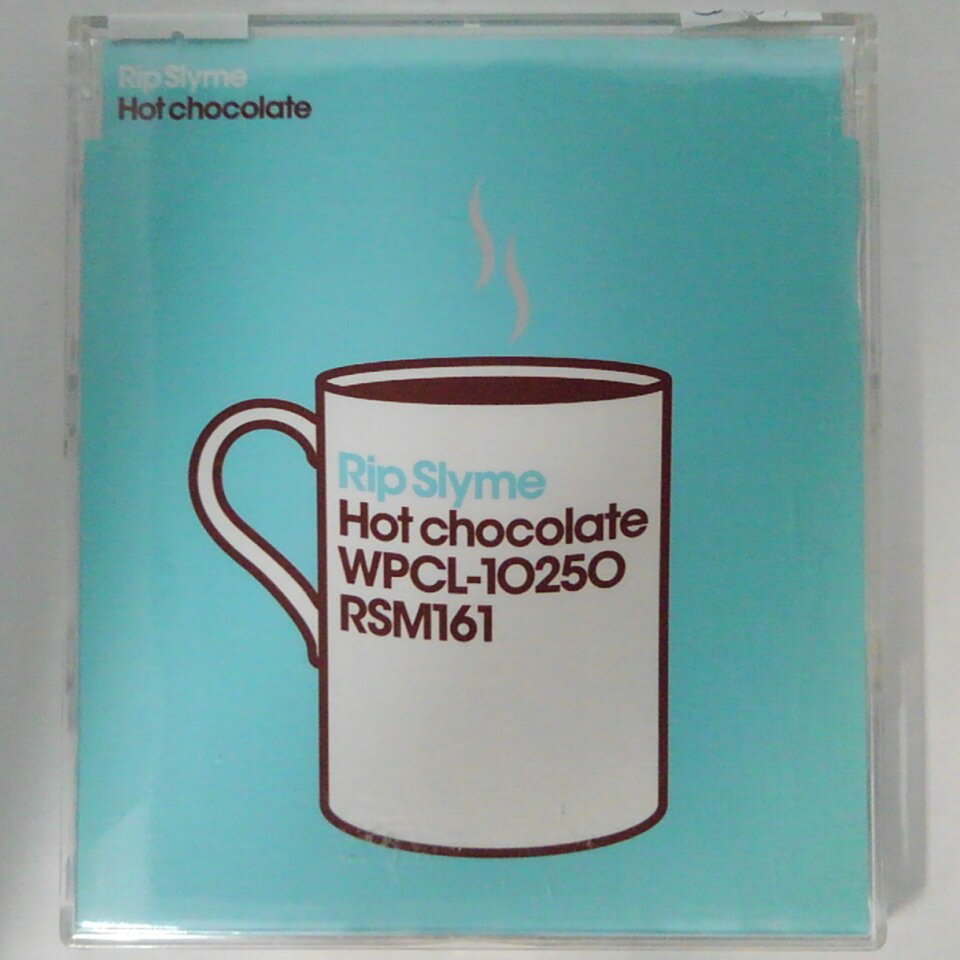 Rip Slyme
Hot chocolate
Rip Slyme
Hot chocolate
WPCL-10250
RSM161